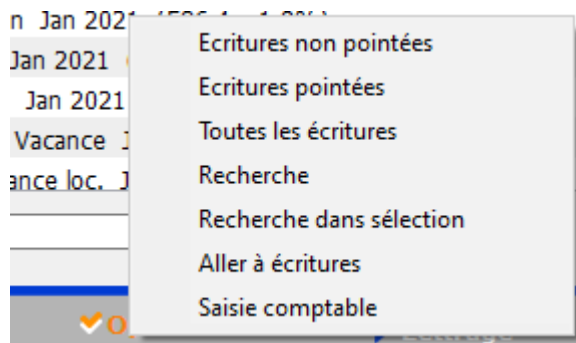 n Jan 202
Jan 2021
Jan 2021
Vacance
ance loc.
Ecritures non pointées
Ecritures pointées
Toutes les écritures
Recherche
Recherche dans sélection
Aller à écritures
Saisie comptable